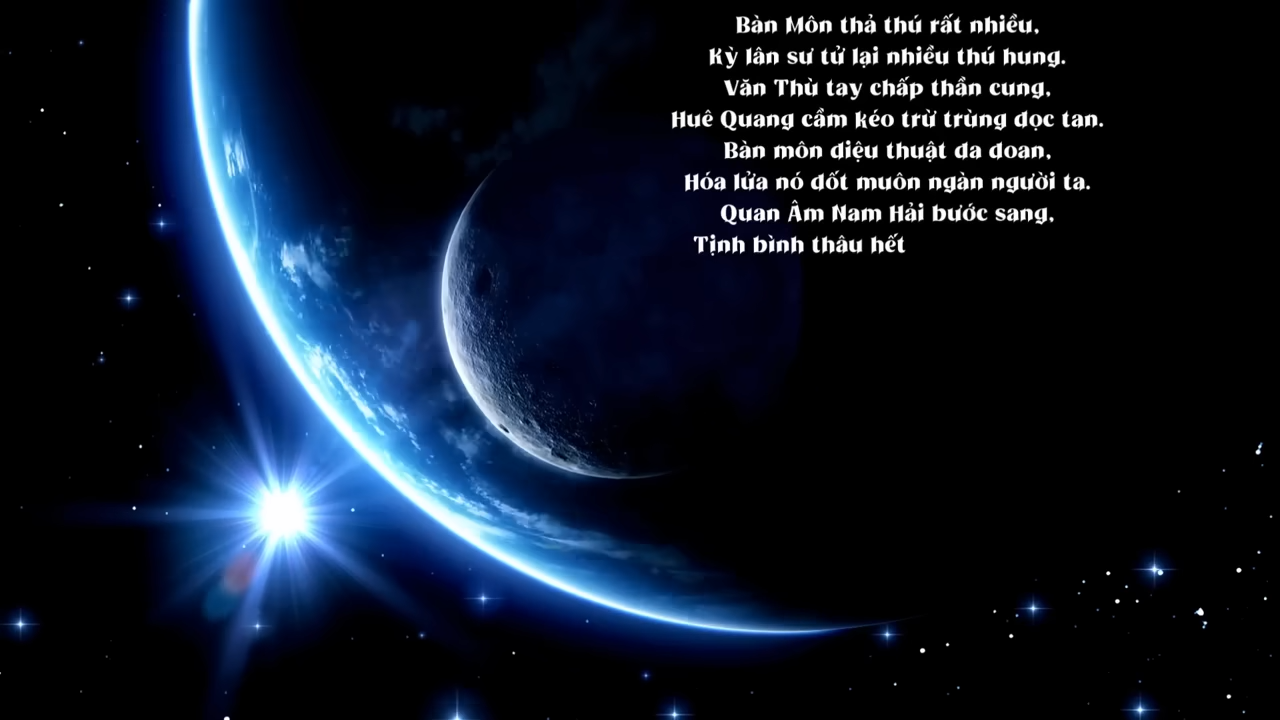 Bàn Môn thả thú rất nhiều,
Kỳ lân sư tử lại nhiều thú hung.
Văn Thù tay chấp thần cung,
Huê Quang cầm kéo trừ trùng dọc tan.
Bàn môn diệu thuật đa đoan,
Hóa lửa nó đốt muôn ngàn người ta.
Quan Âm Nam Hải bước sang,
Tịnh bình thâu hết